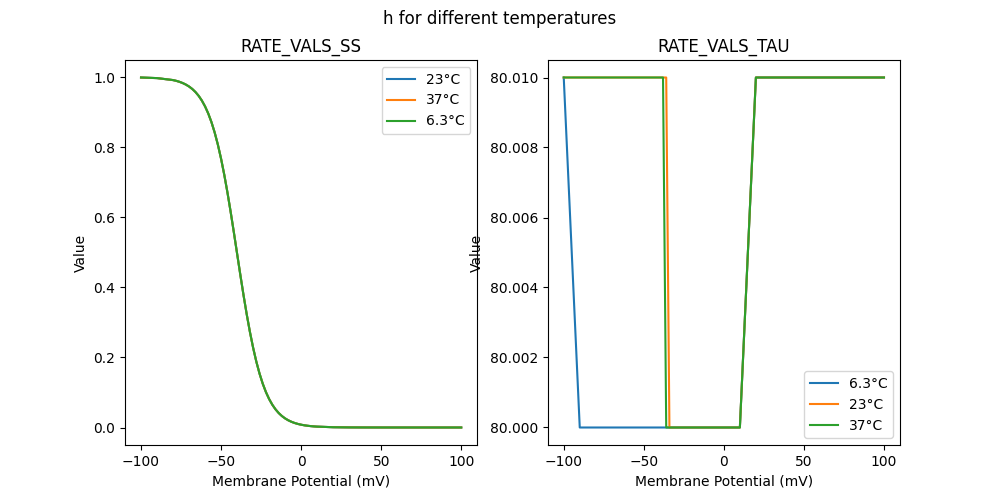 h for different temperatures
RATE_VALS_SS
1.0
0.8
0.6
0.4
0.2
0.0
Value
−100
−50
0
50
100
Membrane Potential (mV)
23°C
37°C
6.3°C
RATE_VALS_TAU
80.010
80.008
80.006
80.004
80.002
80.000
Value
−100
−50
0
50
100
Membrane Potential (mV)
6.3°C
23°C
37°C